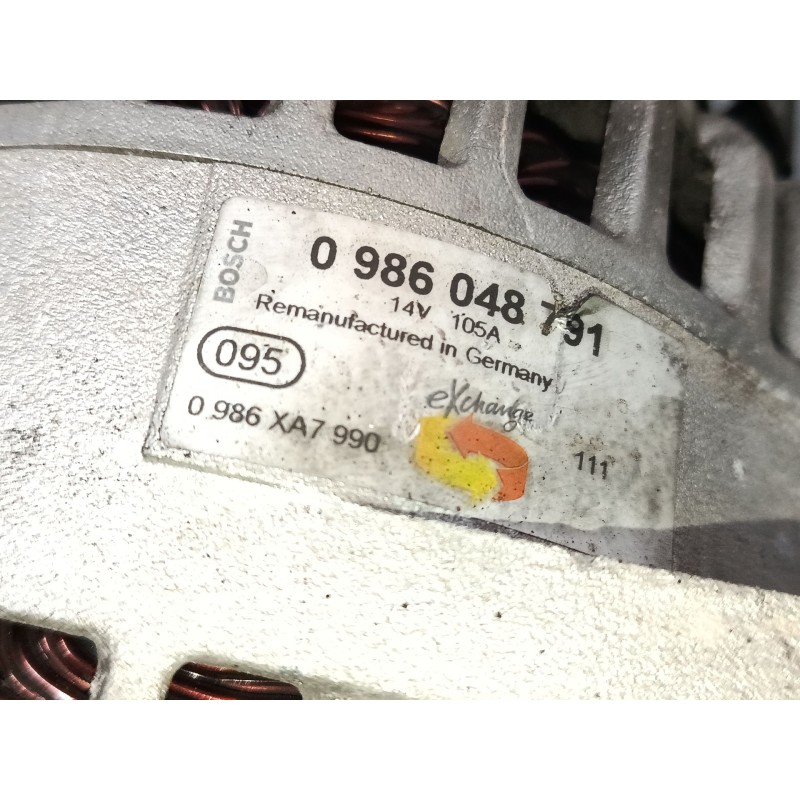 BOSCH
0 986 048 791
14V 105A
Remanufactured in Germany
095
0 986 XA7 990
eXchange
111